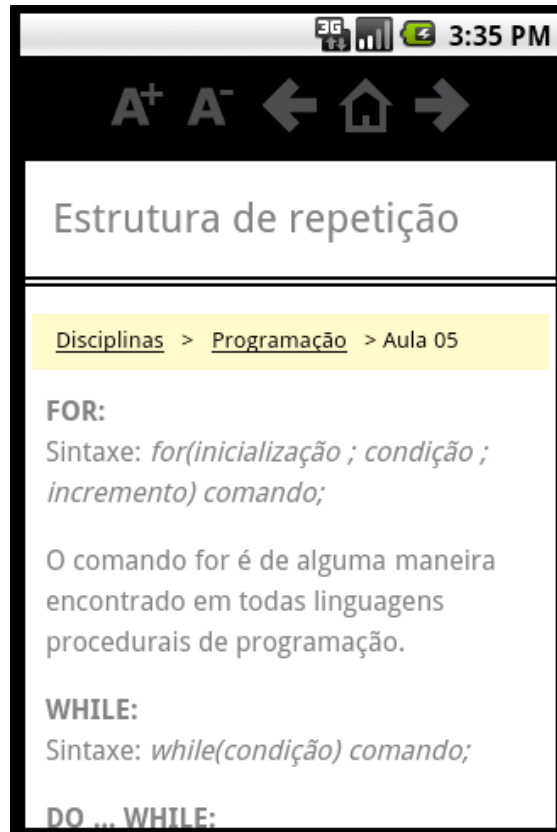 3G 3:35 PM
A+ A-
Estrutura de repetição
Disciplinas > Programação > Aula 05
FOR:
Sintaxe: for(inicialização ; condição ;
incremento) comando;
O comando for é de alguma maneira
encontrado em todas linguagens
procedurais de programação.
WHILE:
Sintaxe: while(condição) comando;
DO ... WHILE: